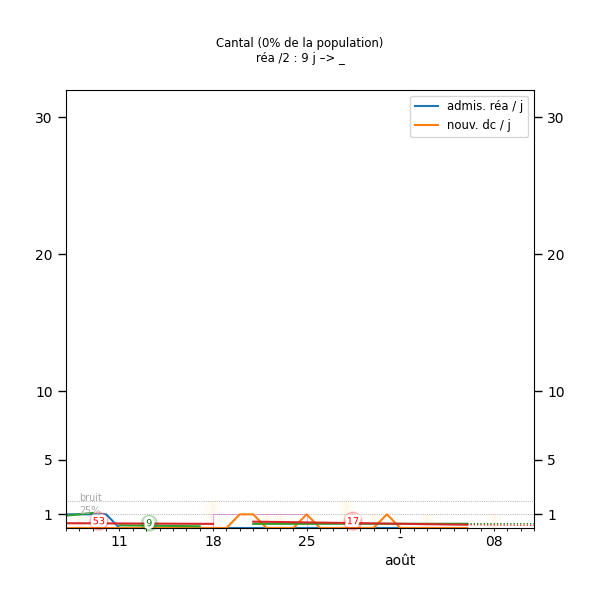 Cantal (0% de la population)
réa /2 : 9 j –> _
admis. réa / j
nouv. dc / j
30 30
20 20
10 10
5 5
bruit
25%
1 1
53 9 17
11 18 25 - 08
août